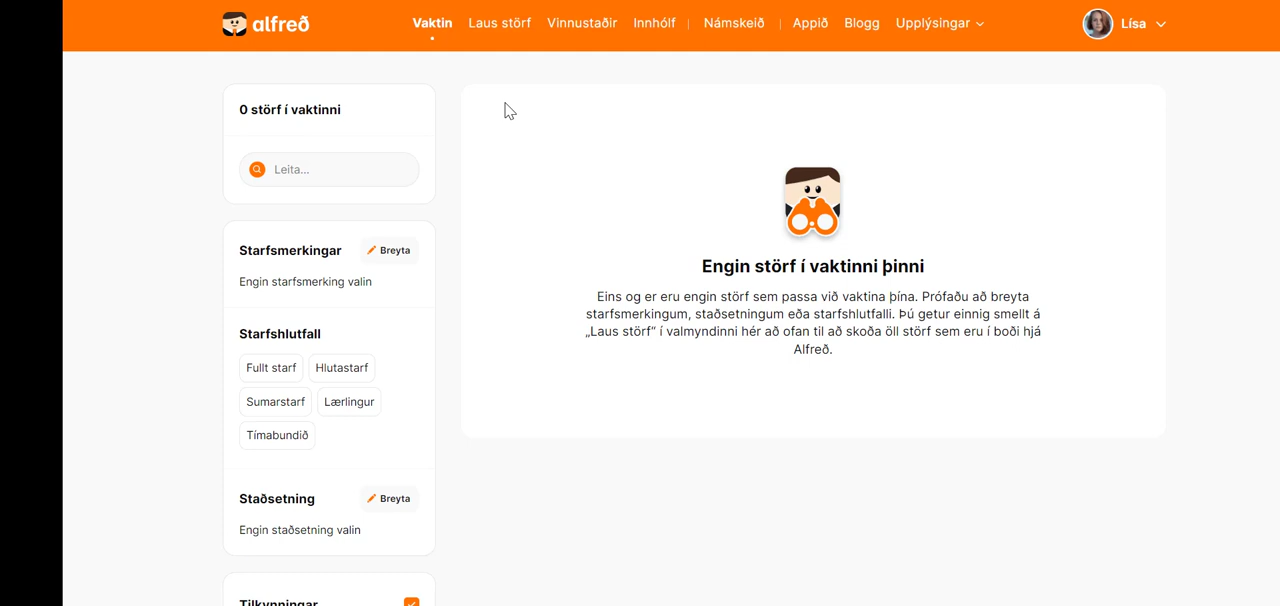 alfreð
Vaktin Laus störf Vinnustaðir Innhólf Námskeið Appið Blogg Upplýsingar
Lísa
0 störf í vaktinni
Leita...
Starfsmerkingar Breyta
Engin starfsmerking valin
Starfshlutfall
Fullt starf Hlutastarf
Sumarstarf Lærlingur
Tímabundið
Staðsetning Breyta
Engin staðsetning valin
Tilkynningar
Engin störf í vaktinni þinni
Eins og er eru engin störf sem passa við vaktina þína. Prófaðu að breyta
starfsmerkingum, staðsetningum eða starfshlutfalli. Þú getur einnig smellt á
„Laus störf“ í valmyndinni hér að ofan til að skoða öll störf sem eru í boði hjá
Alfreð.